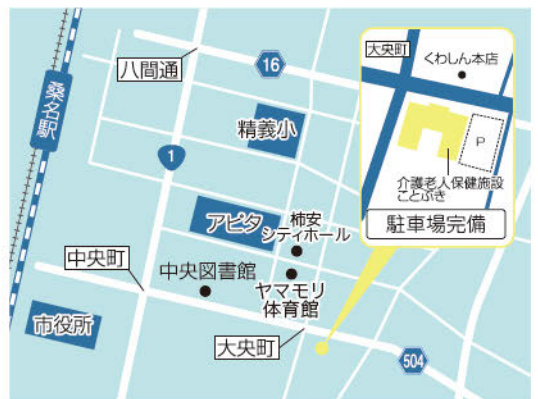 八間通
16
桑名駅
精義小
1
アピタ
柿安
シティホール
中央町
中央図書館
ヤマモリ
体育館
市役所
大央町
504
大央町
くわしん本店
P
介護老人保健施設
ことぶき
駐車場完備